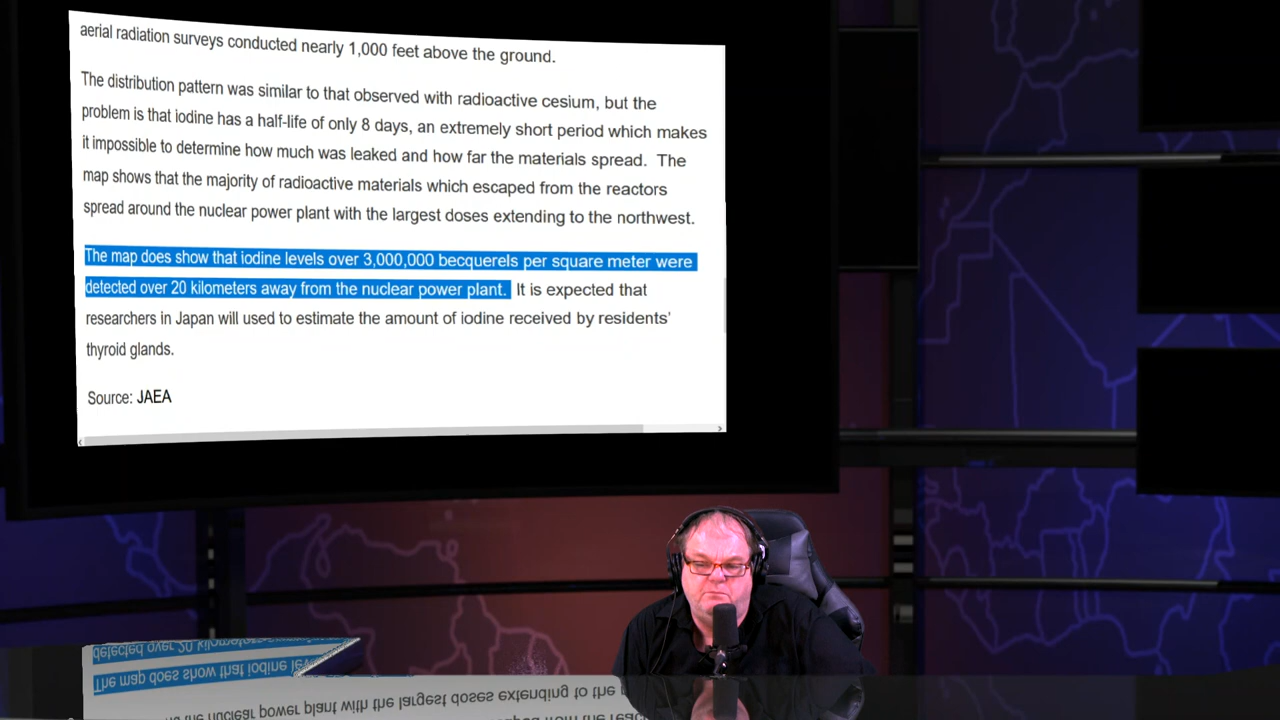 aerial radiation surveys conducted nearly 1,000 feet above the ground.
The distribution pattern was similar to that observed with radioactive cesium, but the
problem is that iodine has a half-life of only 8 days, an extremely short period which makes
it impossible to determine how much was leaked and how far the materials spread. The
map shows that the majority of radioactive materials which escaped from the reactors
spread around the nuclear power plant with the largest doses extending to the northwest.
The map does show that iodine levels over 3,000,000 becquerels per square meter were
detected over 20 kilometers away from the nuclear power plant. It is expected that
researchers in Japan will used to estimate the amount of iodine received by residents’
thyroid glands.
Source: JAEA